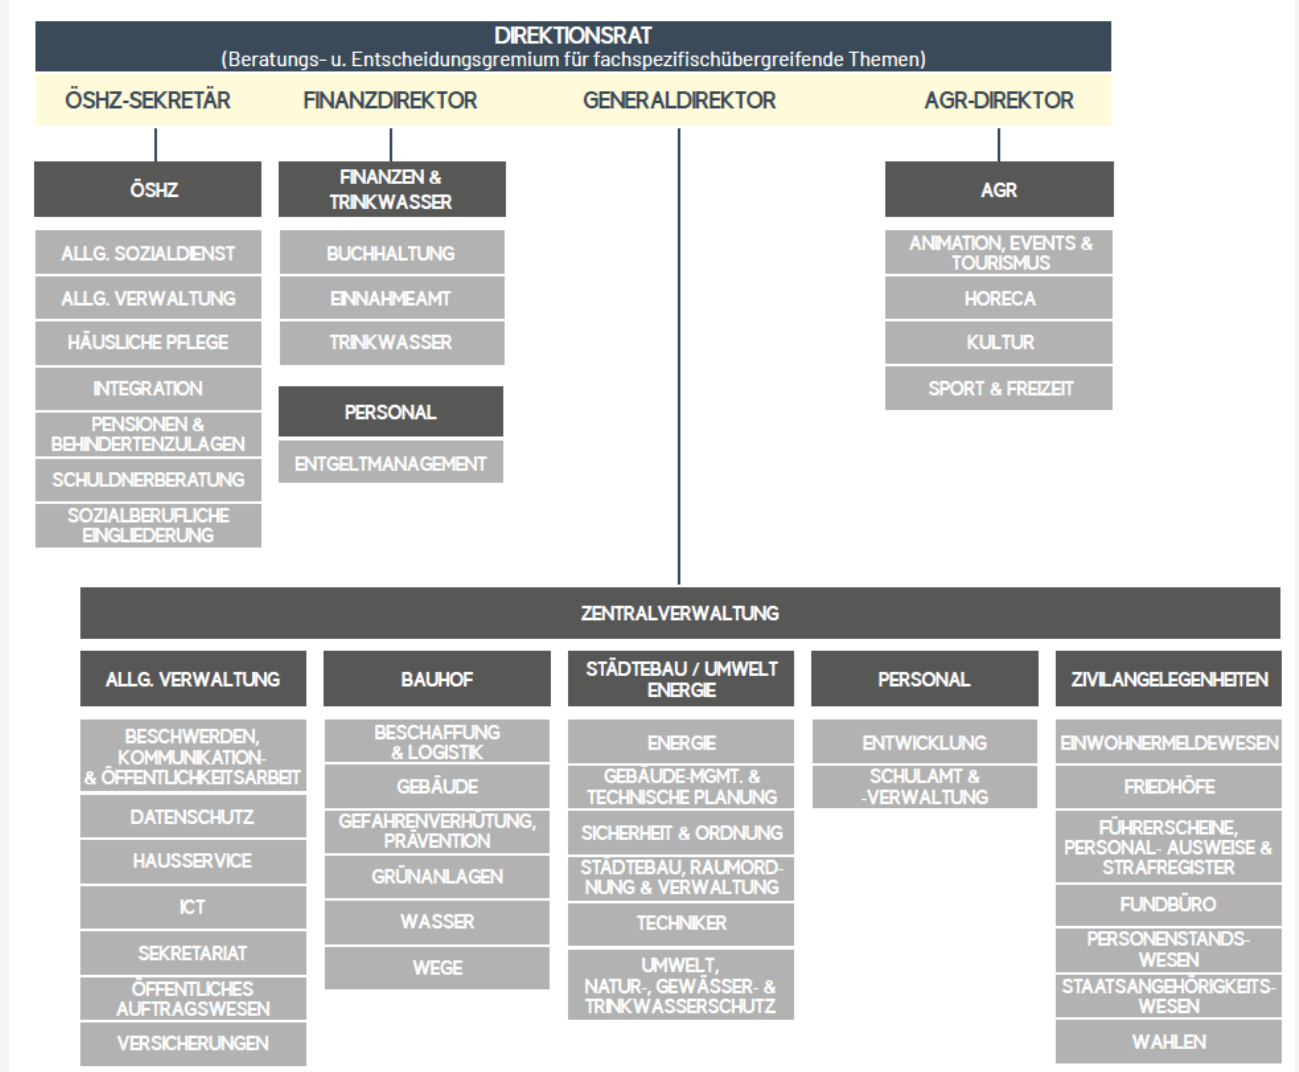 DIREKTIONSRAT
(Beratungs- u. Entscheidungsgremium für fachspezifischübergreifende Themen)
ÖSHZ-SEKRETÄR
FINANZDIREKTOR
GENERALDIREKTOR
AGR-DIREKTOR
ÖSHZ
ALLG. SOZIALDIENST
ALLG. VERWALTUNG
HÄUSLICHE PFLEGE
INTEGRATION
PENSIONEN &
BEHINDERTENZULAGEN
SCHULDNERBERATUNG
SOZIALBERUFLICHE
EINGLIEDERUNG
FINANZEN &
TRINKWASSER
BUCHHALTUNG
EINNAHMEAMT
TRINKWASSER
PERSONAL
ENTGELTMANAGEMENT
AGR
ANIMATION, EVENTS &
TOURISMUS
HORECA
KULTUR
SPORT & FREIZEIT
ZENTRALVERWALTUNG
ALLG. VERWALTUNG
BESCHWERDEN,
KOMMUNIKATION-
& ÖFFENTLICHKEITSARBEIT
DATENSCHUTZ
HAUSSERVICE
ICT
SEKRETARIAT
ÖFFENTLICHES
AUFTRAGSWESEN
VERSICHERUNGEN
BAUHOF
BESCHAFFUNG
& LOGISTIK
GEBÄUDE
GEFAHRENVERHÜTUNG,
PRÄVENTION
GRÜNANLAGEN
WASSER
WEGE
STÄDTEBAU / UMWELT
ENERGIE
ENERGIE
GEBÄUDE-MGMT. &
TECHNISCHE PLANUNG
SICHERHEIT & ORDNUNG
STÄDTEBAU, RAUMORD-
NUNG & VERWALTUNG
TECHNIKER
UMWELT,
NATUR-, GEWÄSSER- &
TRINKWASSERSCHUTZ
PERSONAL
ENTWICKLUNG
SCHULAMT &
-VERWALTUNG
ZIVILANGELEGENHEITEN
EINWOHNERMELDEWESEN
FRIEDHÖFE
FÜHRERSCHEINE,
PERSONAL- AUSWEISE &
STRAFREGISTER
FUNDBÜRO
PERSONENSTANDS-
WESEN
STAATSANGEHÖRIGKEITS-
WESEN
WAHLEN